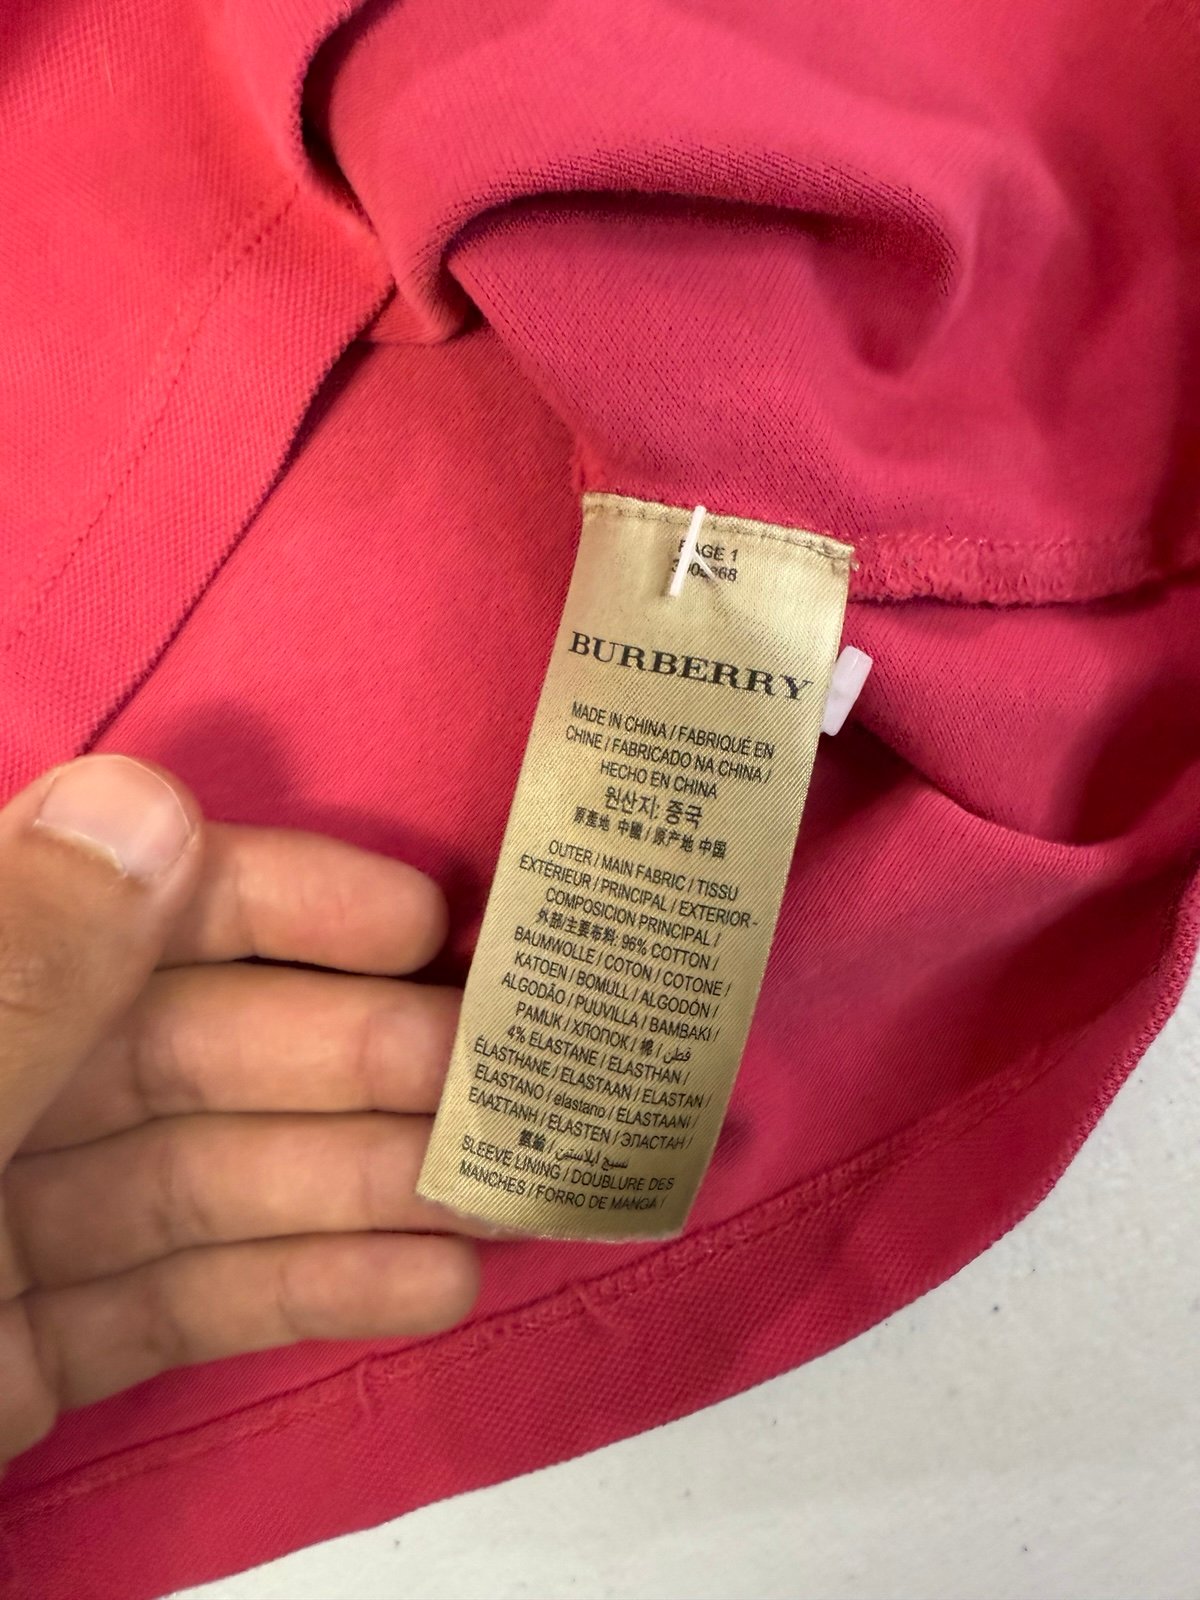 PAGE 1
BURBERRY
MADE IN CHINA / FABRIQUÉ EN
CHINE / FABRICADO NA CHINA /
HECHO EN CHINA
원산지: 중국
原產地 中國 / 原产地 中国
OUTER / MAIN FABRIC / TISSU
EXTÉRIEUR / PRINCIPAL / EXTERIOR -
COMPOSICION PRINCIPAL /
外部/主要布料: 96% COTTON /
BAUMWOLLE / COTON / COTONE /
KATOEN / BOMULL / ALGODÓN /
ALGODÃO / PUUVILLA / BAMBAKI /
PAMUK / ХЛОПОК / 棉 / قطن
4% ELASTANE / ELASTHAN /
ÉLASTHANE / ELASTAAN / ELASTAN /
ELASTANO / elastano / ELASTAANI /
ΕΛΑΣΤΑΝΗ / ELASTEN / ЭЛАСТАН /
نسيج ايلاستين
SLEEVE LINING / DOUBLURE DES
MANCHES / FORRO DE MANGA /